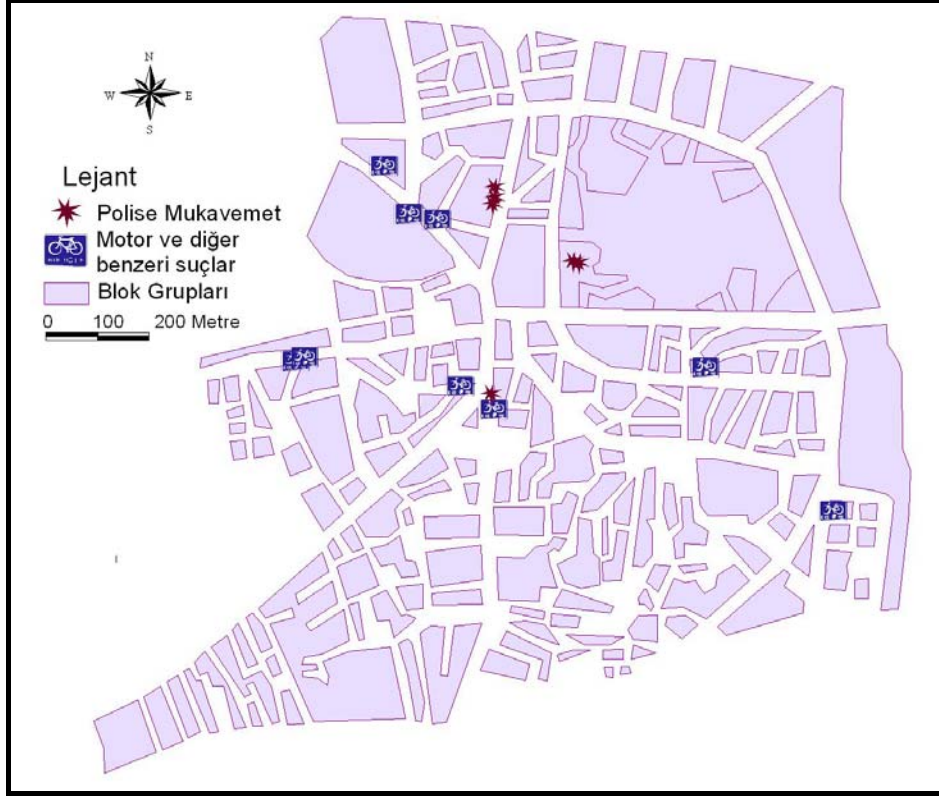 N
W E
S
Lejant
Polise Mukavemet
Motor ve diğer
benzeri suçlar
Blok Grupları
0 100 200 Metre